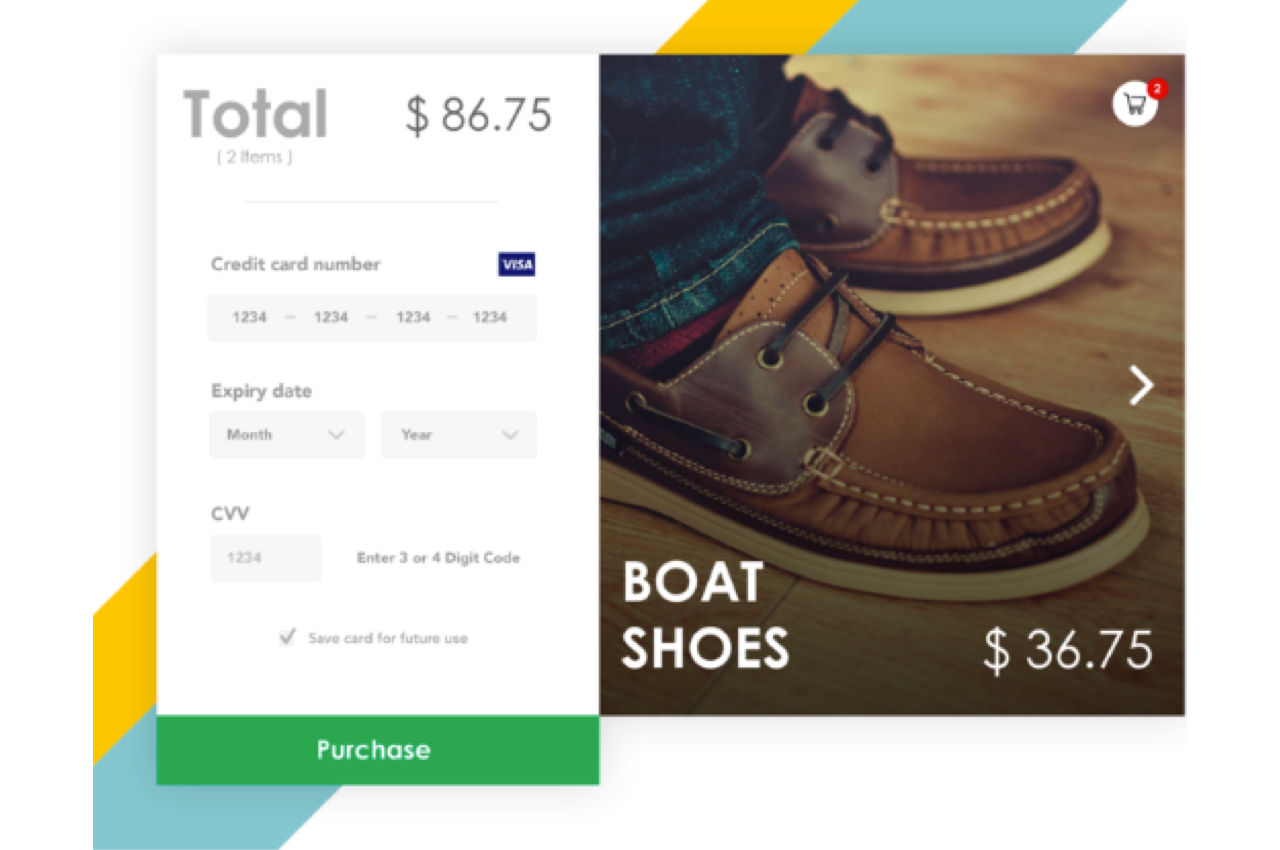 Total
$ 86.75
( 2 Items )
Credit card number
VISA
1234 – 1234 – 1234 – 1234
Expiry date
Month
Year
CVV
1234
Enter 3 or 4 Digit Code
Save card for future use
Purchase
2
BOAT
SHOES
$ 36.75